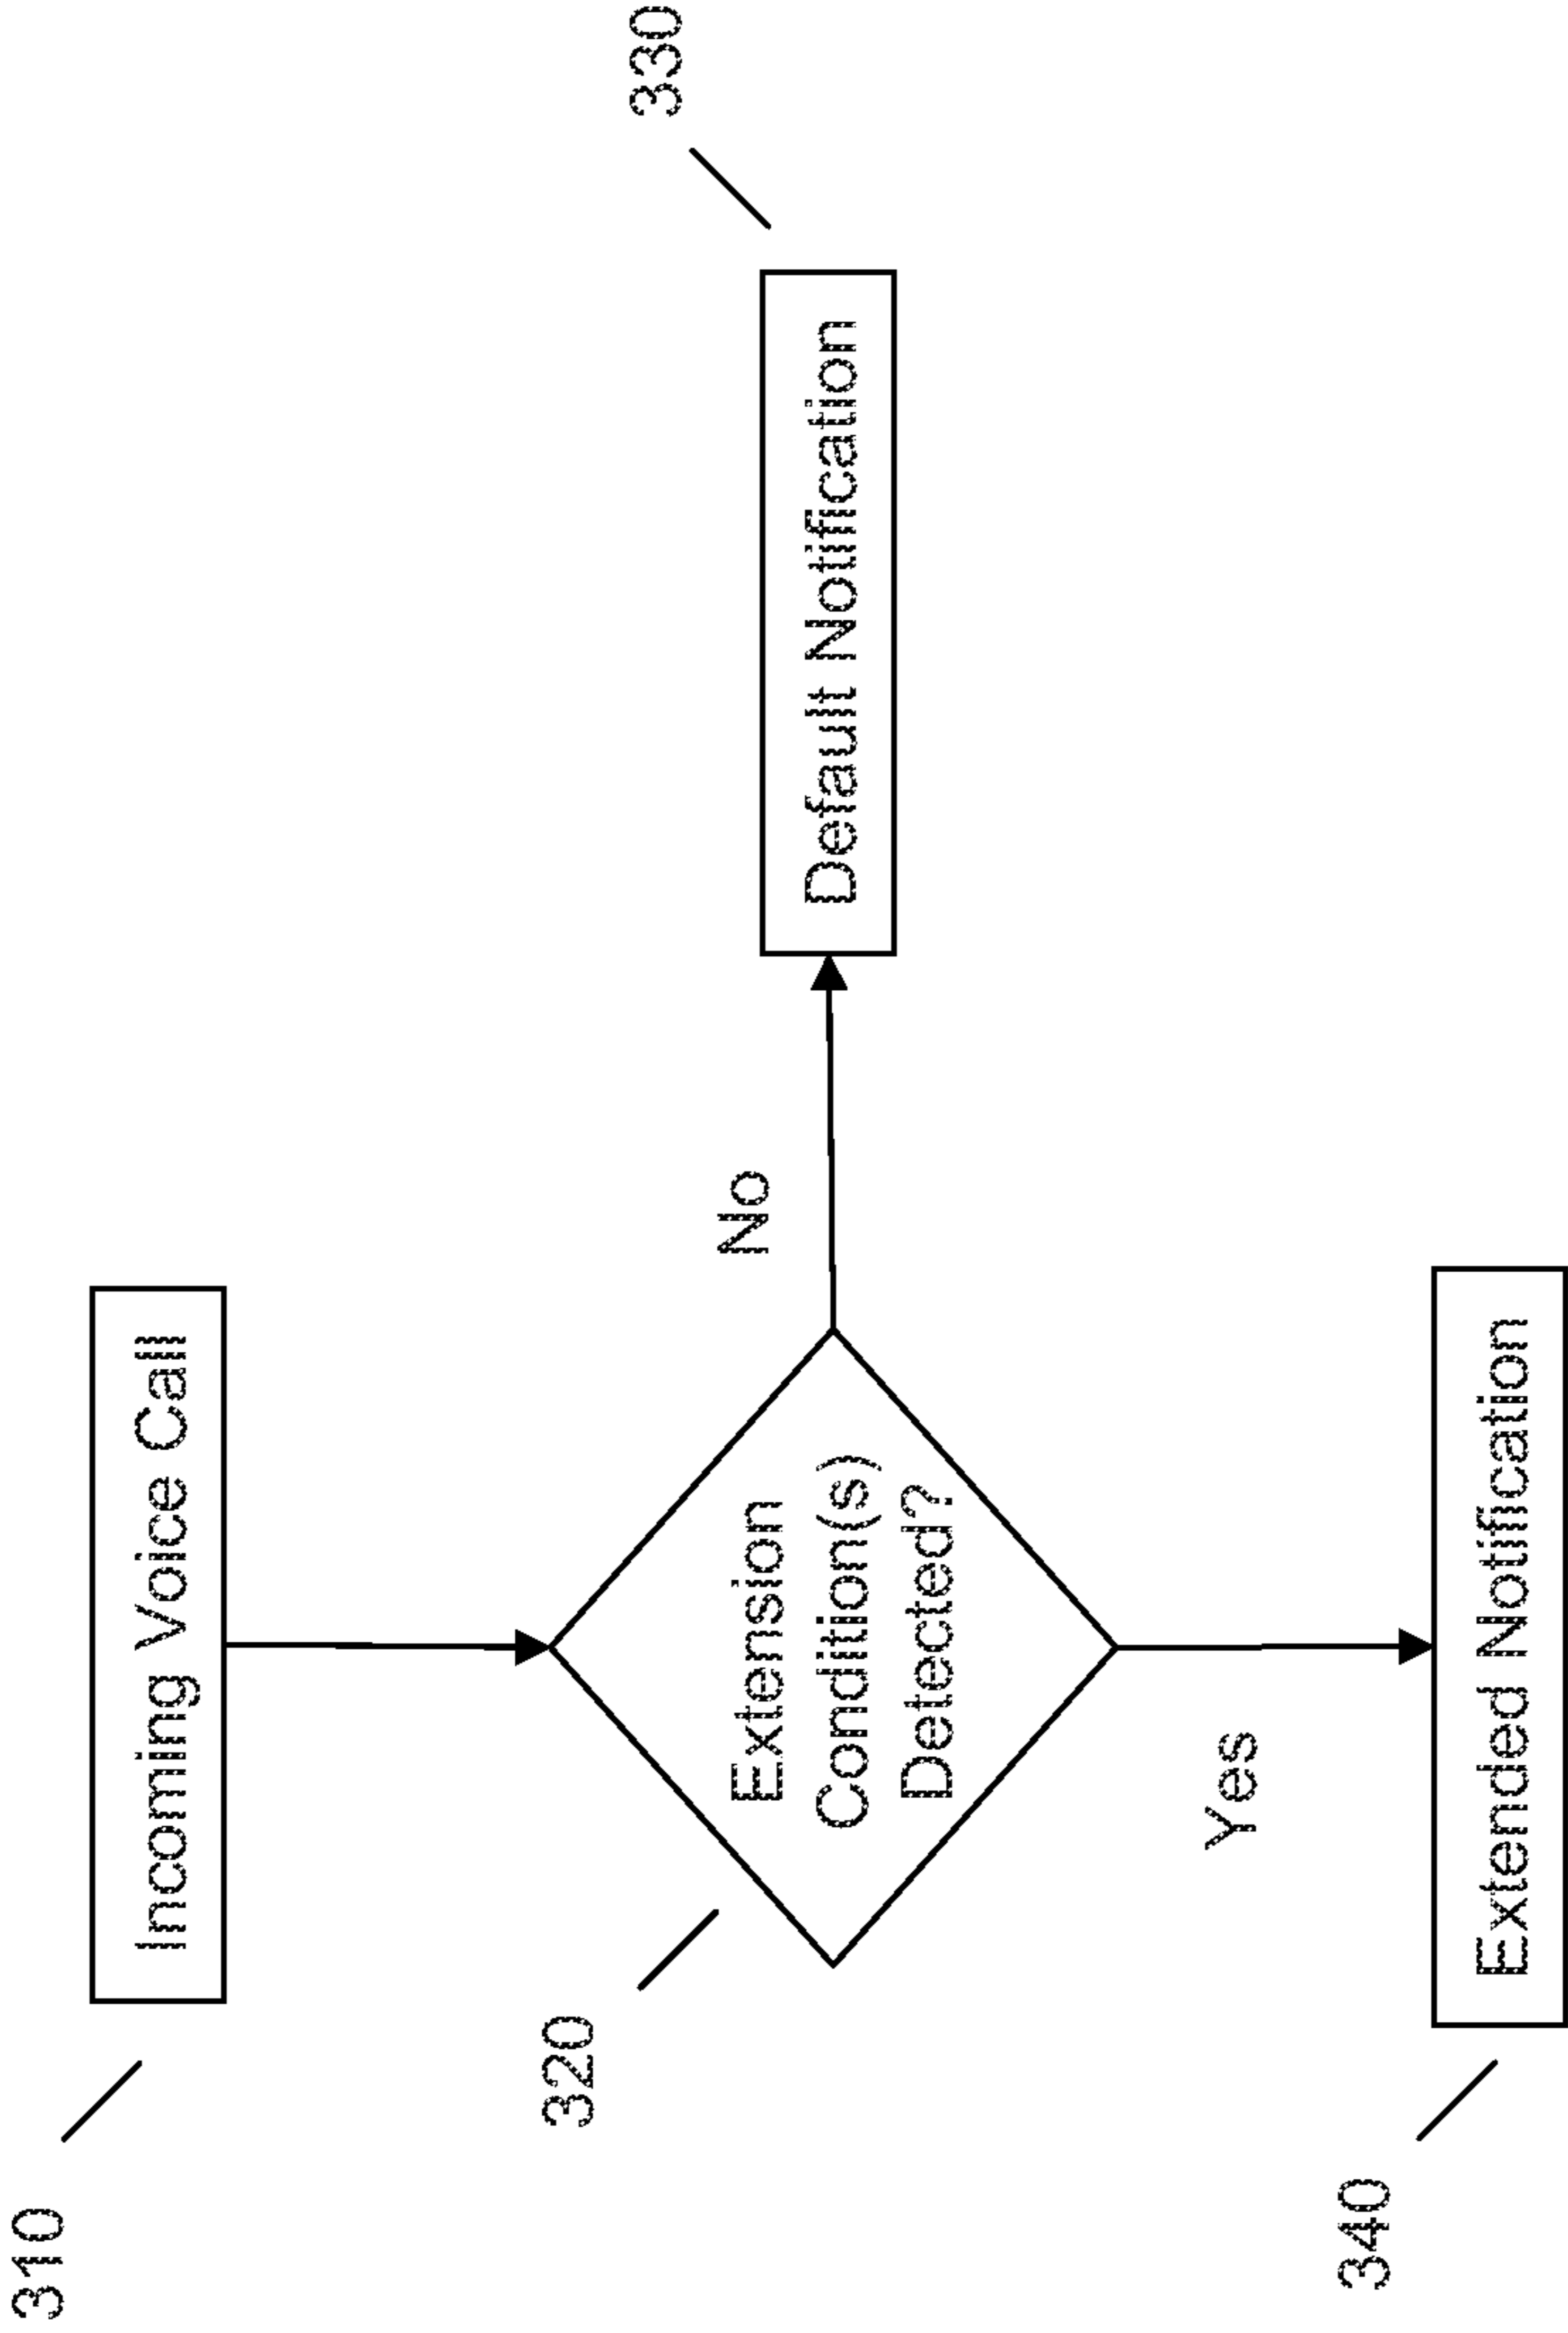 310
Incoming Voice Call
320
Extension
Condition(s)
Detected?
No
330
Default Notification
Yes
340
Extended Notification